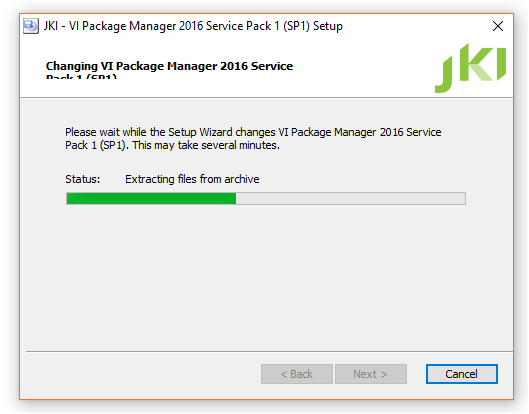 JKI - VI Package Manager 2016 Service Pack 1 (SP1) Setup
Changing VI Package Manager 2016 Service
Pack 1 (SP1)
JKI
Please wait while the Setup Wizard changes VI Package Manager 2016 Service
Pack 1 (SP1). This may take several minutes.
Status: Extracting files from archive
< Back Next > Cancel